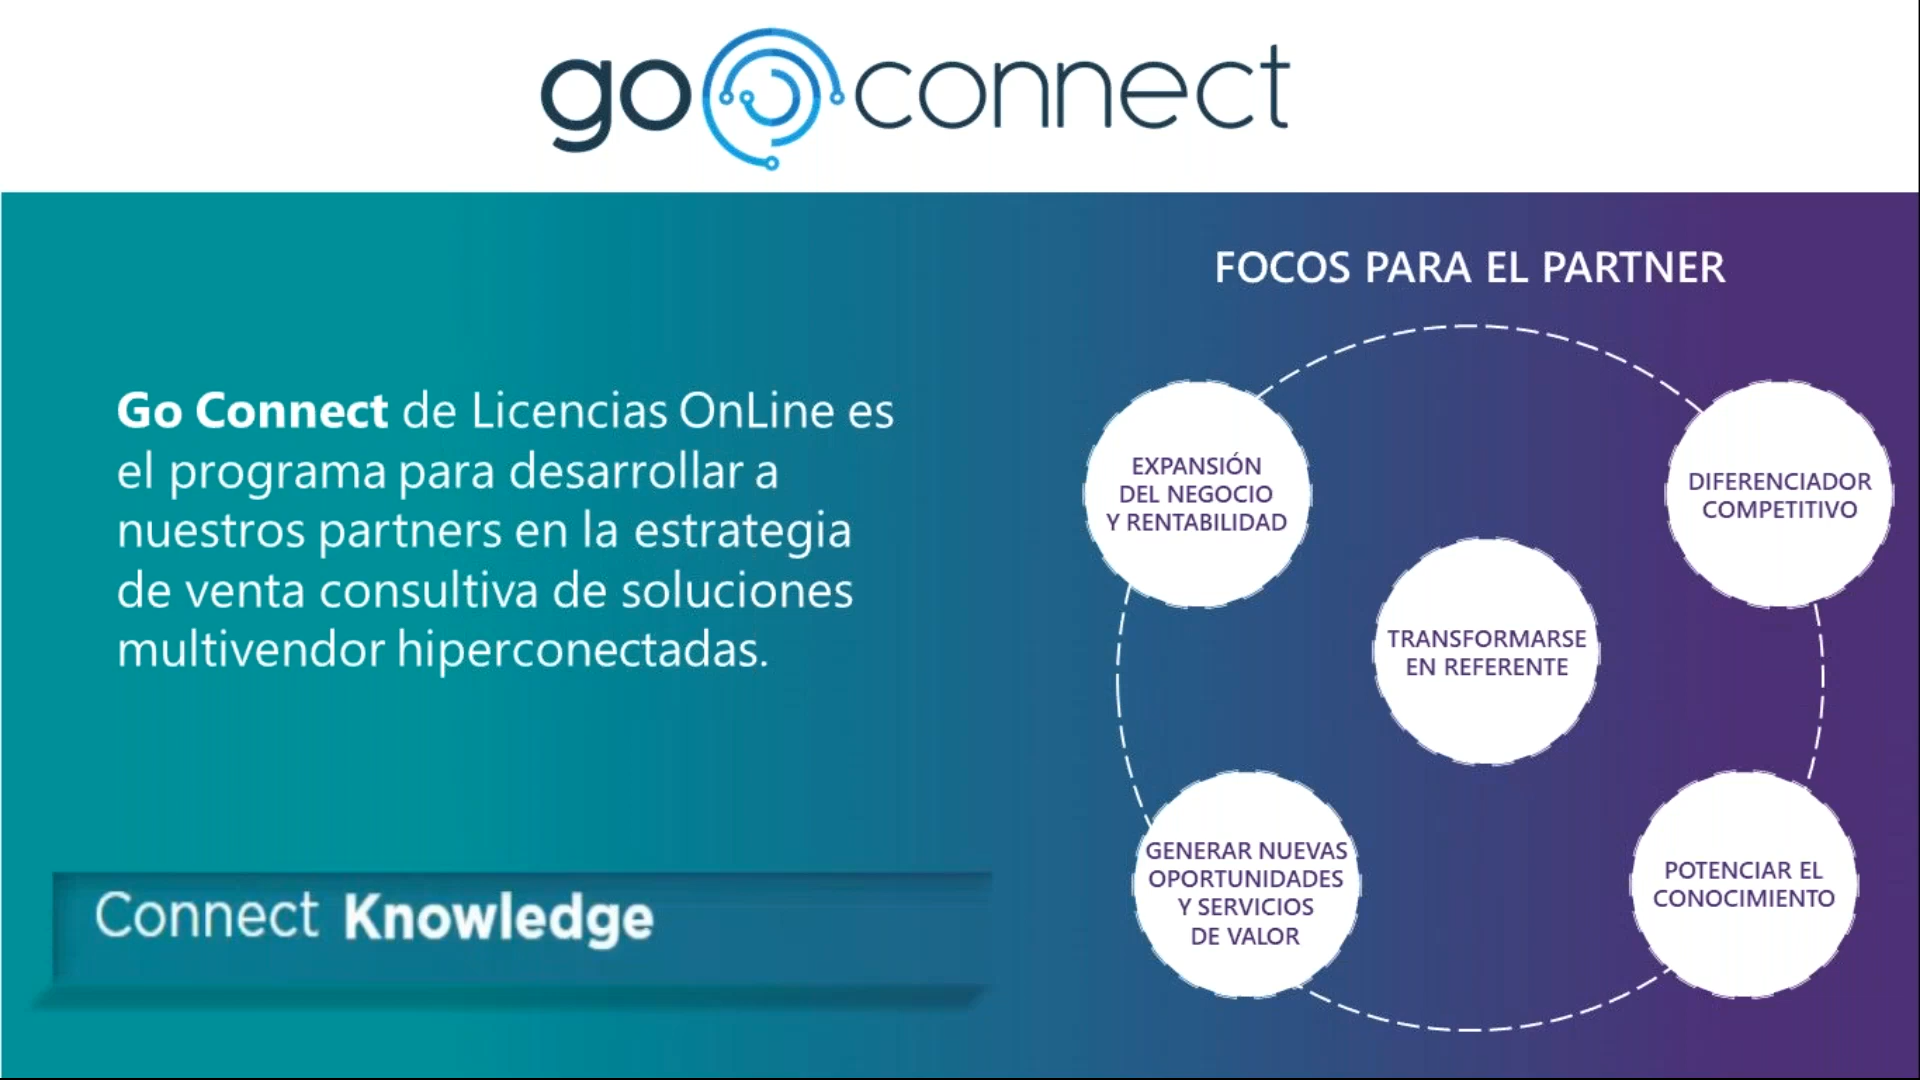 go connect
Go Connect de Licencias OnLine es
el programa para desarrollar a
nuestros partners en la estrategia
de venta consultiva de soluciones
multivendor hiperconectadas.
Connect Knowledge
FOCOS PARA EL PARTNER
EXPANSIÓN
DEL NEGOCIO
Y RENTABILIDAD
DIFERENCIADOR
COMPETITIVO
TRANSFORMARSE
EN REFERENTE
GENERAR NUEVAS
OPORTUNIDADES
Y SERVICIOS
DE VALOR
POTENCIAR EL
CONOCIMIENTO